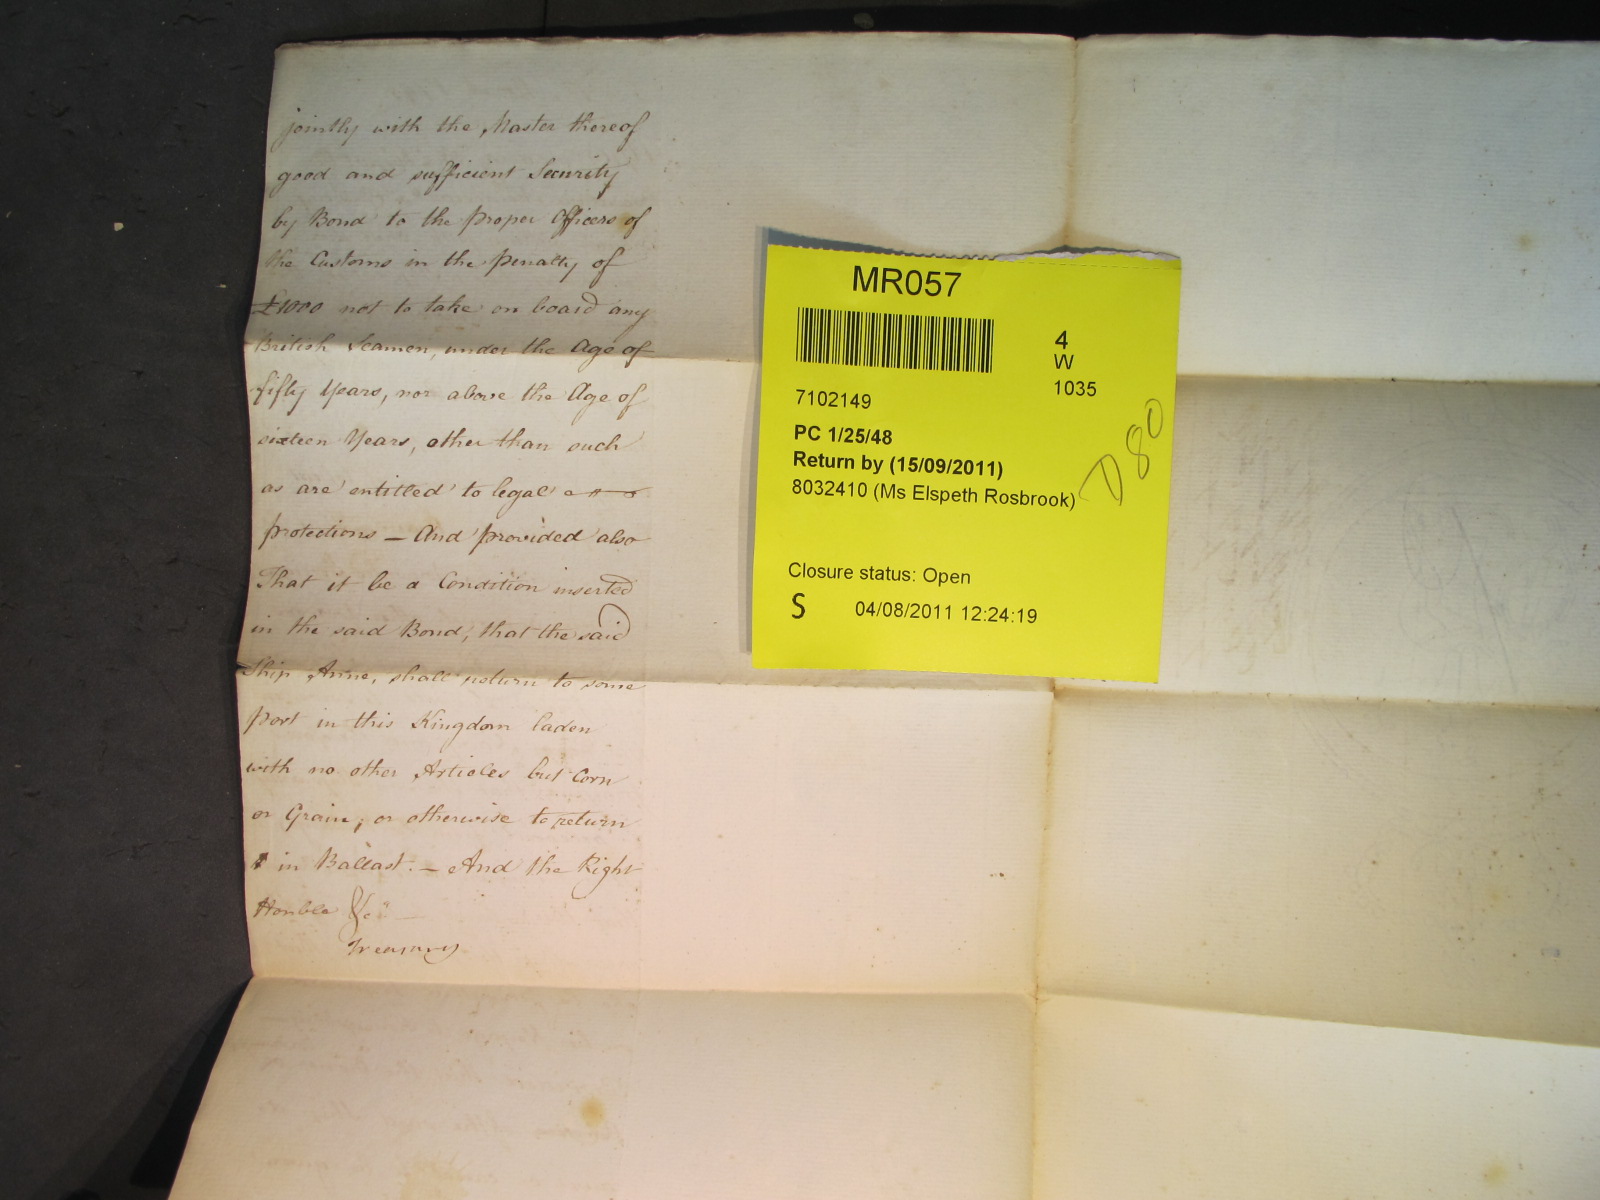 jointly with the Master thereof
good and sufficient Security
by Bond to the proper Officers of
the Customs in the penalty of
£1000 not to take on board any
British Seamen, under the Age of
fifty Years, nor above the Age of
sixteen Years, other than such
as are entitled to legal
protections — And provided also
That it be a Condition inserted
in the said Bond, that the said
Ship Anne, shall return to some
port in this Kingdom laden
with no other Articles but Corn
or Grain, or otherwise to return
in Ballast. — And the Right
Honble &c.
Treasury
MR057
4
W
1035
7102149
PC 1/25/48
Return by (15/09/2011)
8032410 (Ms Elspeth Rosbrook)
D80
Closure status: Open
S 04/08/2011 12:24:19